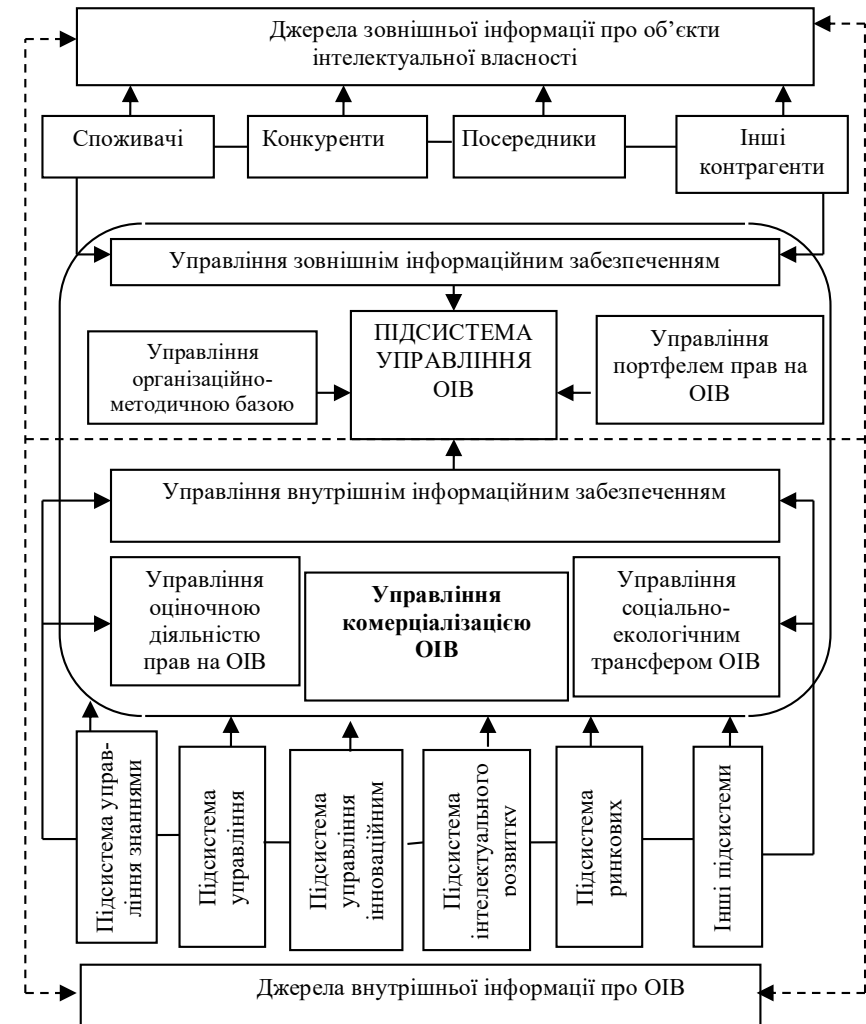 Джерела зовнішньої інформації про об’єкти
інтелектуальної власності
Споживачі
Конкуренти
Посередники
Інші
контрагенти
Управління зовнішнім інформаційним забезпеченням
Управління
організаційно-
методичною базою
ПІДСИСТЕМА
УПРАВЛІННЯ
ОІВ
Управління
портфелем прав на
ОІВ
Управління внутрішнім інформаційним забезпеченням
Управління
оціночною
діяльністю
прав на ОІВ
Управління
комерціалізацією
ОІВ
Управління
соціально-
екологічним
трансфером ОІВ
Підсистема управ-
ління знаннями
Підсистема
управління
Підсистема
управління
інноваційним
Підсистема
інтелектуального
розвитку
Підсистема
ринкових
Інші підсистеми
Джерела внутрішньої інформації про ОІВ